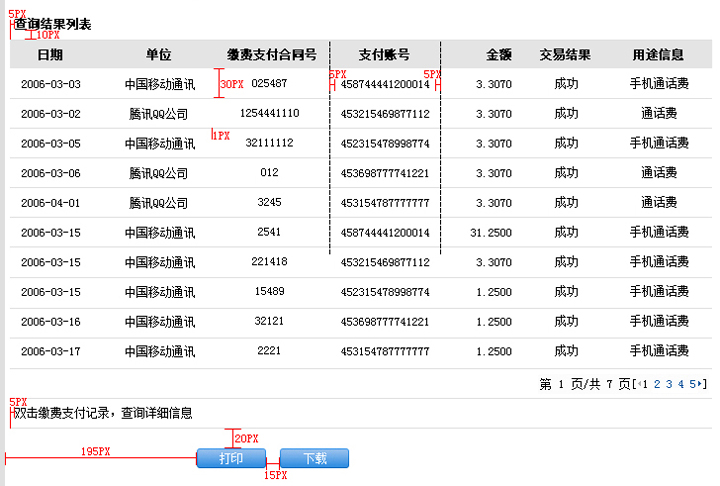 5PX
查询结果列表
10PX
日期 单位 缴费支付合同号 支付账号 金额 交易结果 用途信息
5PX 5PX
2006-03-03 中国移动通讯 30PX 025487 458744441200014 3.3070 成功 手机通话费
2006-03-02 腾讯QQ公司 1254441110 453215469877112 3.3070 成功 通话费
1PX
2006-03-05 中国移动通讯 32111112 452315478998774 3.3070 成功 手机通话费
2006-03-06 腾讯QQ公司 012 453698777741221 3.3070 成功 通话费
2006-04-01 腾讯QQ公司 3245 453154787777777 3.3070 成功 通话费
2006-03-15 中国移动通讯 2541 458744441200014 31.2500 成功 手机通话费
2006-03-15 中国移动通讯 221418 453215469877112 3.3070 成功 手机通话费
2006-03-15 中国移动通讯 15489 452315478998774 1.2500 成功 手机通话费
2006-03-16 中国移动通讯 32121 453698777741221 1.2500 成功 手机通话费
2006-03-17 中国移动通讯 2221 453154787777777 1.2500 成功 手机通话费
第 1 页/共 7 页[1 2 3 4 5]
5PX
双击缴费支付记录，查询详细信息
20PX
195PX 打印 下载
15PX